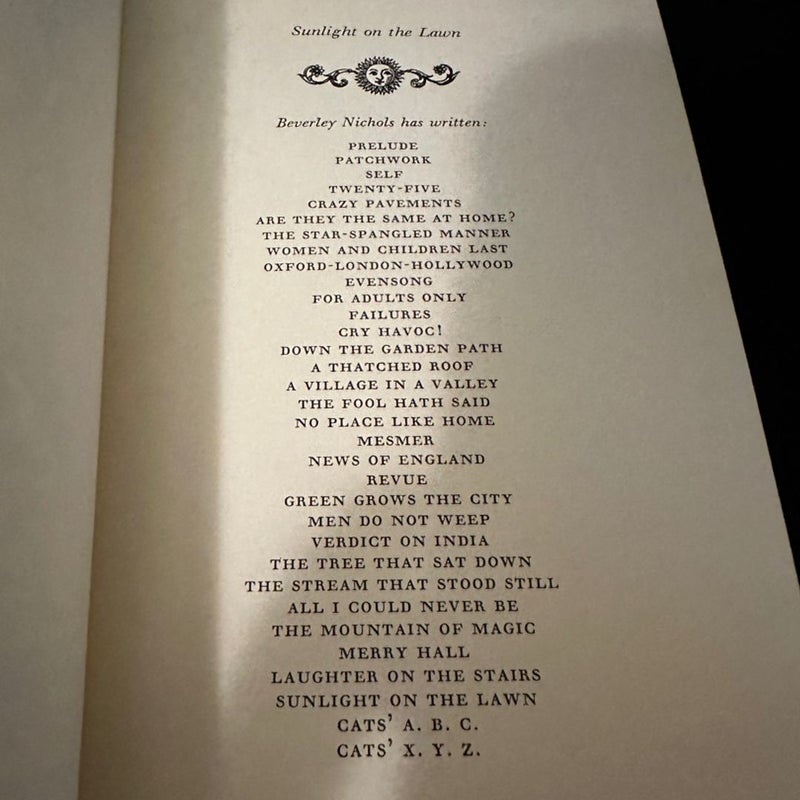 Sunlight on the Lawn
Beverley Nichols has written:
PRELUDE
PATCHWORK
SELF
TWENTY-FIVE
CRAZY PAVEMENTS
ARE THEY THE SAME AT HOME?
THE STAR-SPANGLED MANNER
WOMEN AND CHILDREN LAST
OXFORD-LONDON-HOLLYWOOD
EVENSONG
FOR ADULTS ONLY
FAILURES
CRY HAVOC!
DOWN THE GARDEN PATH
A THATCHED ROOF
A VILLAGE IN A VALLEY
THE FOOL HATH SAID
NO PLACE LIKE HOME
MESMER
NEWS OF ENGLAND
REVUE
GREEN GROWS THE CITY
MEN DO NOT WEEP
VERDICT ON INDIA
THE TREE THAT SAT DOWN
THE STREAM THAT STOOD STILL
ALL I COULD NEVER BE
THE MOUNTAIN OF MAGIC
MERRY HALL
LAUGHTER ON THE STAIRS
SUNLIGHT ON THE LAWN
CATS' A. B. C.
CATS' X. Y. Z.